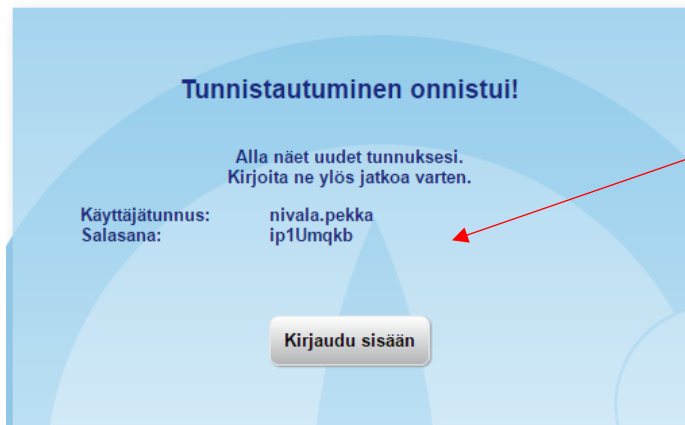 Tunnistautuminen onnistui!
Alla näet uudet tunnuksesi.
Kirjoita ne ylös jatkoa varten.
Käyttäjätunnus: nivala.pekka
Salasana: ip1Umqkb
Kirjaudu sisään